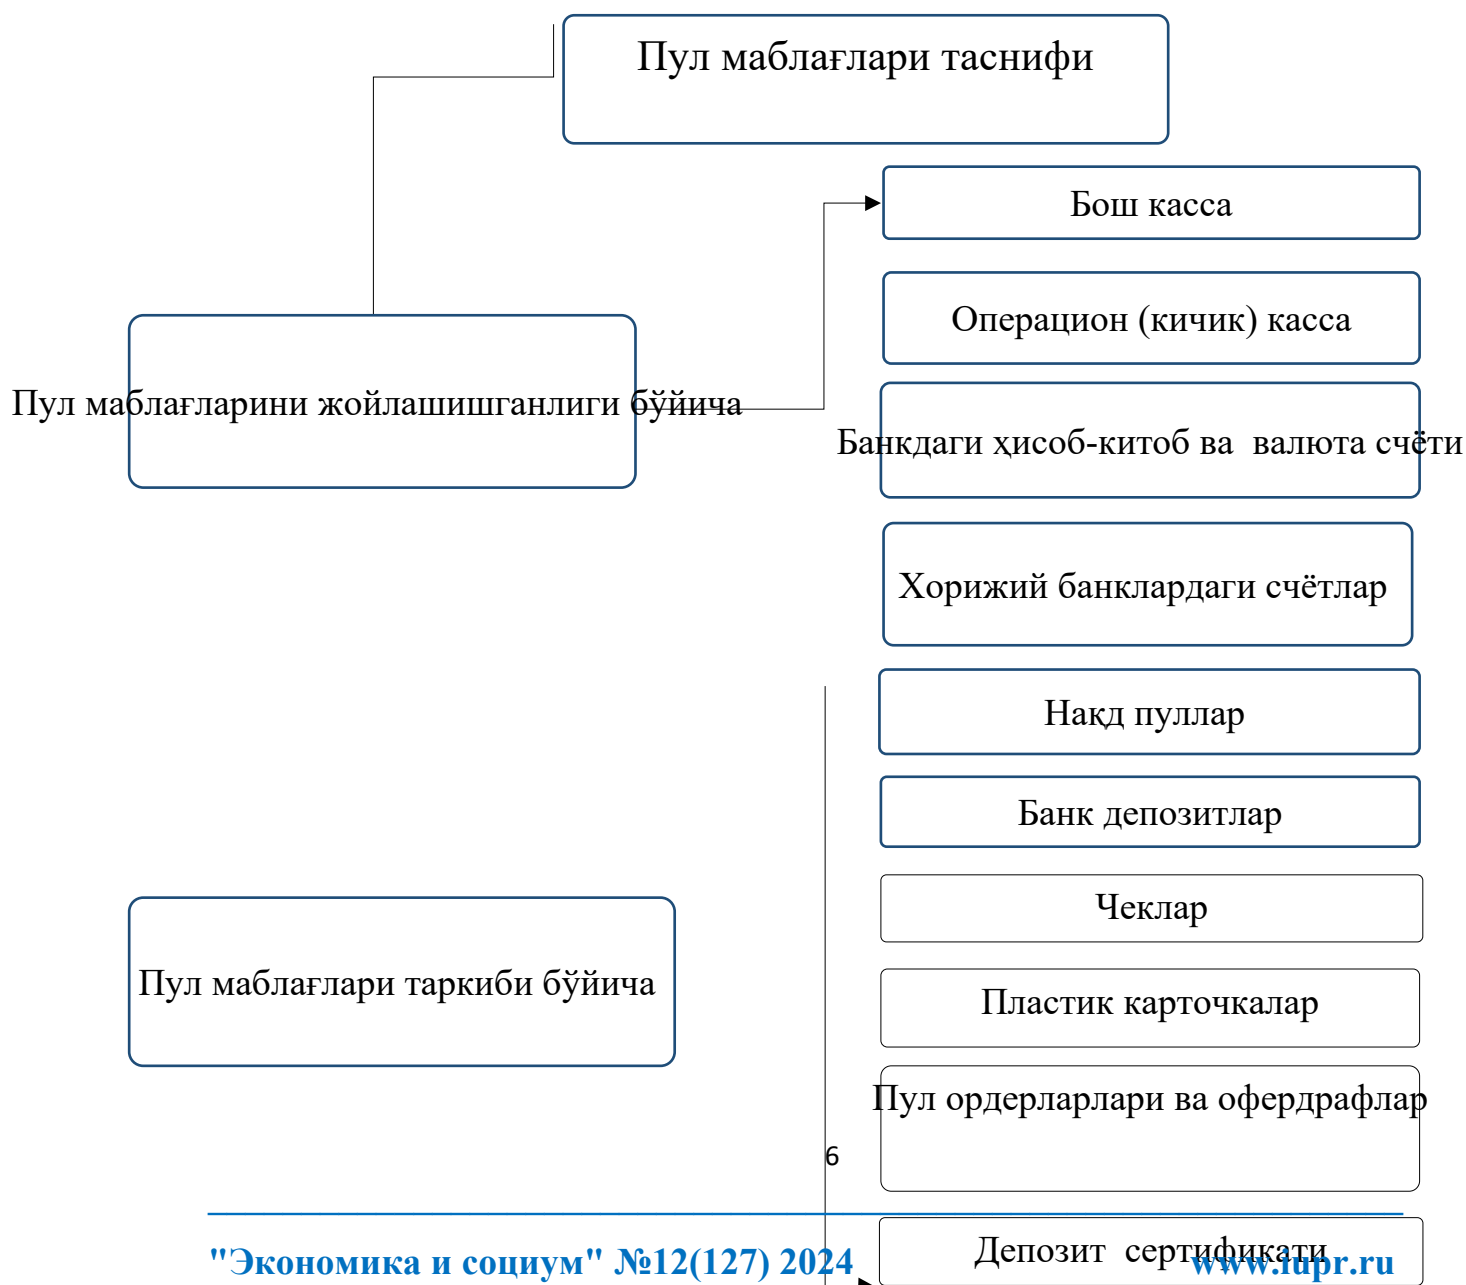 Пул маблағлари таснифи
Бош касса
Операцион (кичик) касса
Пул маблағларини жойлашишганлиги бўйича
Банкдаги ҳисоб-китоб ва валюта счёти
Хорижий банклардаги счётлар
Нақд пуллар
Банк депозитлар
Чеклар
Пул маблағлари таркиби бўйича
Пластик карточкалар
Пул ордерларлари ва офердрафлар
6
Депозит сертификати
"Экономика и социум" №12(127) 2024
www.iupr.ru